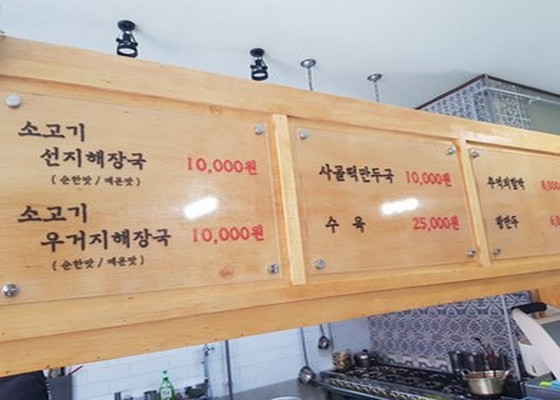 소고기
선지해장국 10,000원
( 순한맛 / 매운맛 )
소고기
우거지해장국 10,000원
( 순한맛 / 매운맛 )
사골떡만두국 10,000원
수 육 25,000원
왕만두